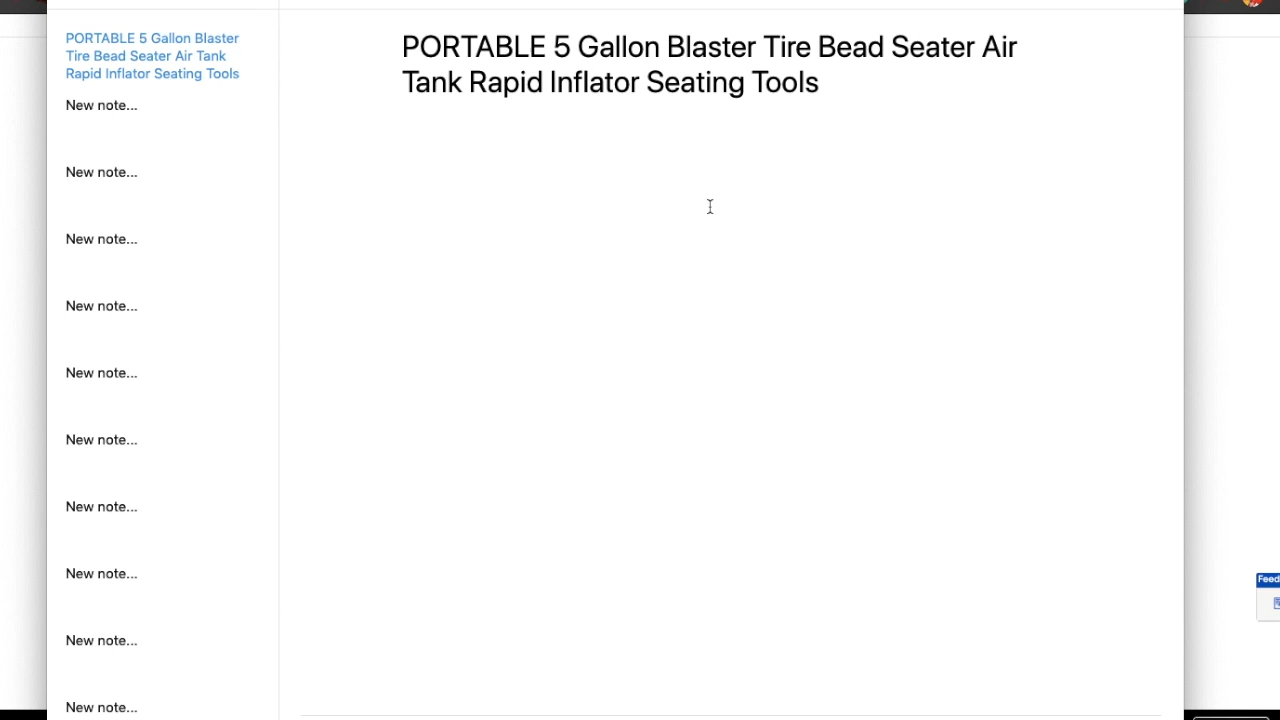 PORTABLE 5 Gallon Blaster
Tire Bead Seater Air Tank
Rapid Inflator Seating Tools
New note...
New note...
New note...
New note...
New note...
New note...
New note...
New note...
New note...
New note...
PORTABLE 5 Gallon Blaster Tire Bead Seater Air
Tank Rapid Inflator Seating Tools
Feed